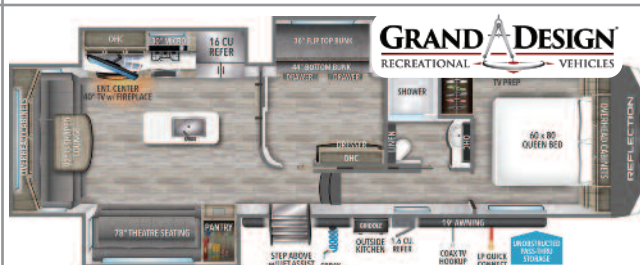 GRAND DESIGN
RECREATIONAL VEHICLES
OHC
30" MICRO
16 CU
REFER
36" FLIP TOP BUNK
44" BOTTOM BUNK
DRAWER DRAWER
ENT. CENTER
40" TV w/ FIREPLACE
SHOWER
TV PREP
60 x 80
QUEEN BED
OVERHEAD CABINETS
REFLECTION
DRESSER
OHC
LINEN
78" THEATRE SEATING
PANTRY
STEP ABOVE
w/LIFT ASSIST
GRIDDLE
OUTSIDE
KITCHEN
1.6 CU.
REFER
19' AWNING
COAX TV
HOOKUP
LP QUICK
CONNECT
UNOBSTRUCTED
PASS-THRU
STORAGE